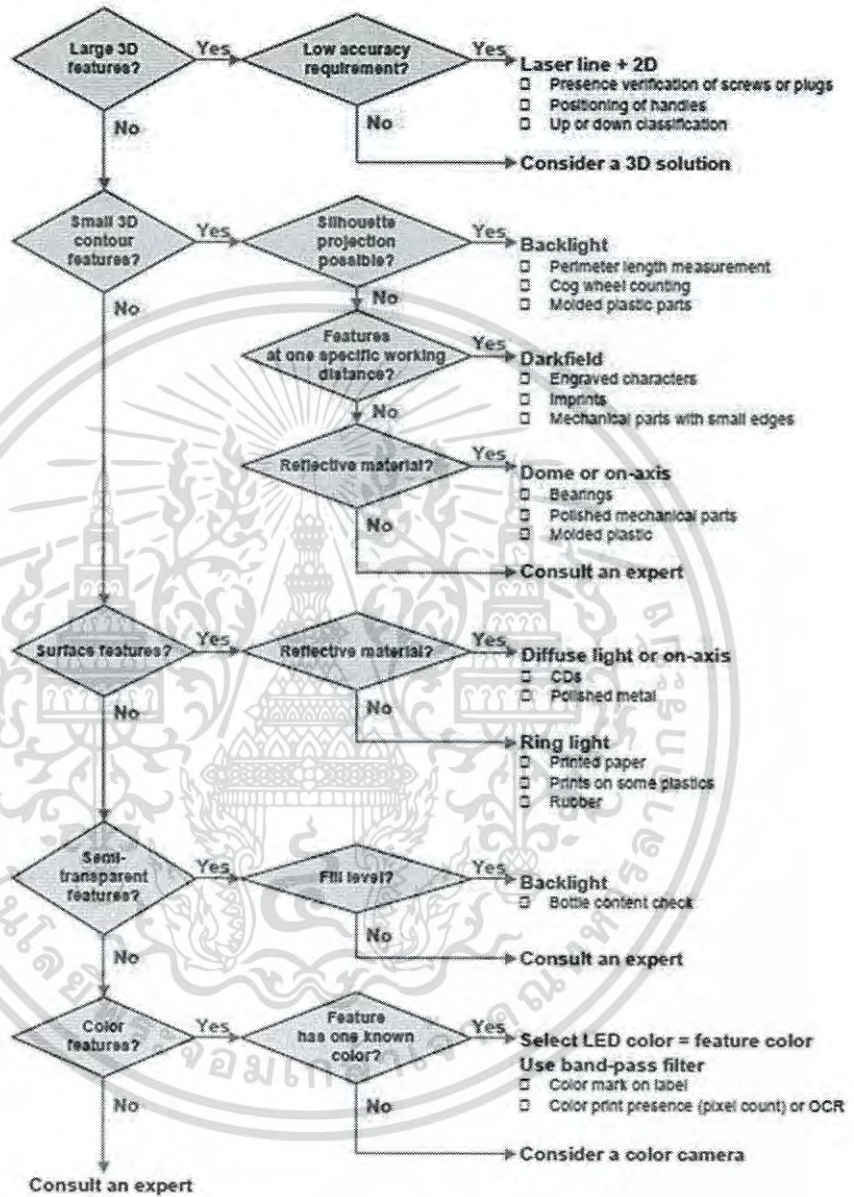 Large 3D
features?
Yes
Low accuracy
requirement?
Yes
Laser line + 2D
Presence verification of screws or plugs
Positioning of handles
Up or down classification
No
No
Consider a 3D solution
Small 3D
contour
features?
Yes
Silhouette
projection
possible?
Yes
Backlight
Perimeter length measurement
Cog wheel counting
Molded plastic parts
No
No
Features
at one specific working
distance?
Yes
Darkfield
Engraved characters
Imprints
Mechanical parts with small edges
No
Reflective material?
Yes
Dome or on-axis
Bearings
Polished mechanical parts
Molded plastic
No
Consult an expert
Surface features?
Yes
Reflective material?
Yes
Diffuse light or on-axis
CDs
Polished metal
No
No
Ring light
Printed paper
Prints on some plastics
Rubber
Semi-
transparent
features?
Yes
Fill level?
Yes
Backlight
Bottle content check
No
No
Consult an expert
Color
features?
Yes
Feature
has one known
color?
Yes
Select LED color = feature color
Use band-pass filter
Color mark on label
Color print presence (pixel count) or OCR
No
No
Consider a color camera
Consult an expert